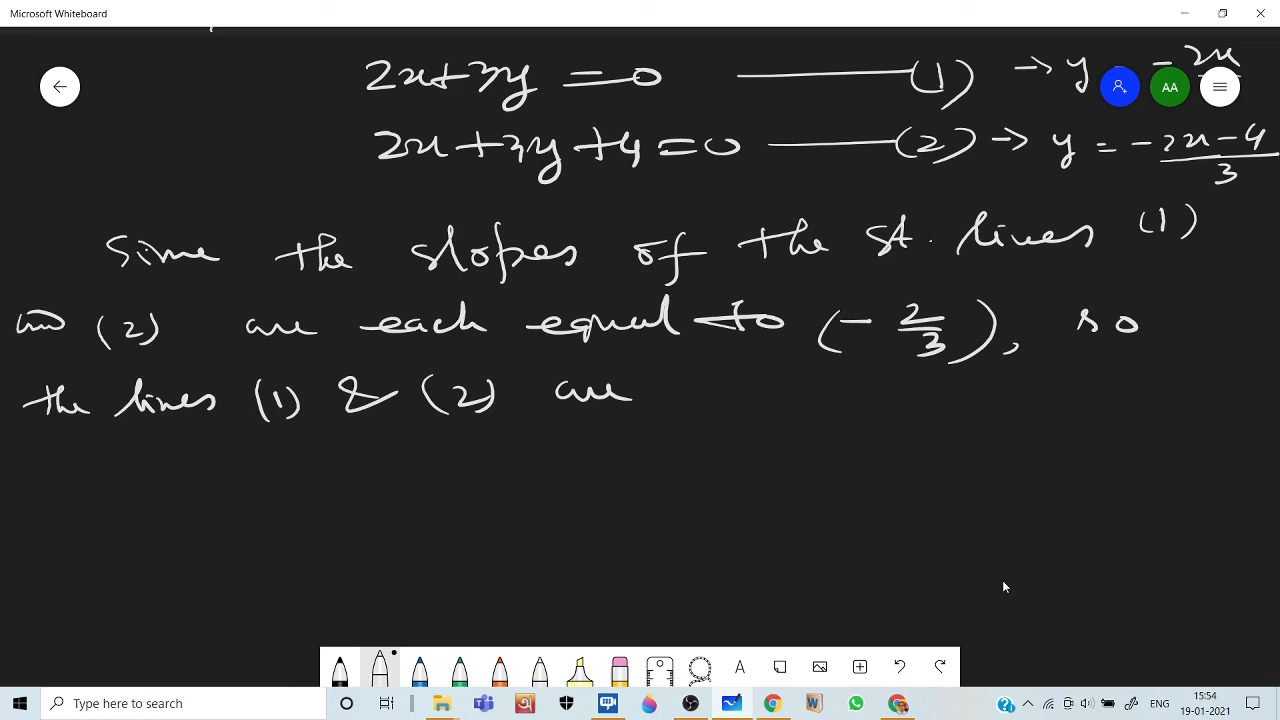 Microsoft Whiteboard
2x+3y=0 ——— (1) → y = -2x
AA
2x+3y+4=0 ——— (2) → y = -2x-4/3
Since the slopes of the st. lines (1)
and (2) are each equal to (-2/3), so
the lines (1) & (2) are
A
Type here to search
ENG
15:54
19-01-2021